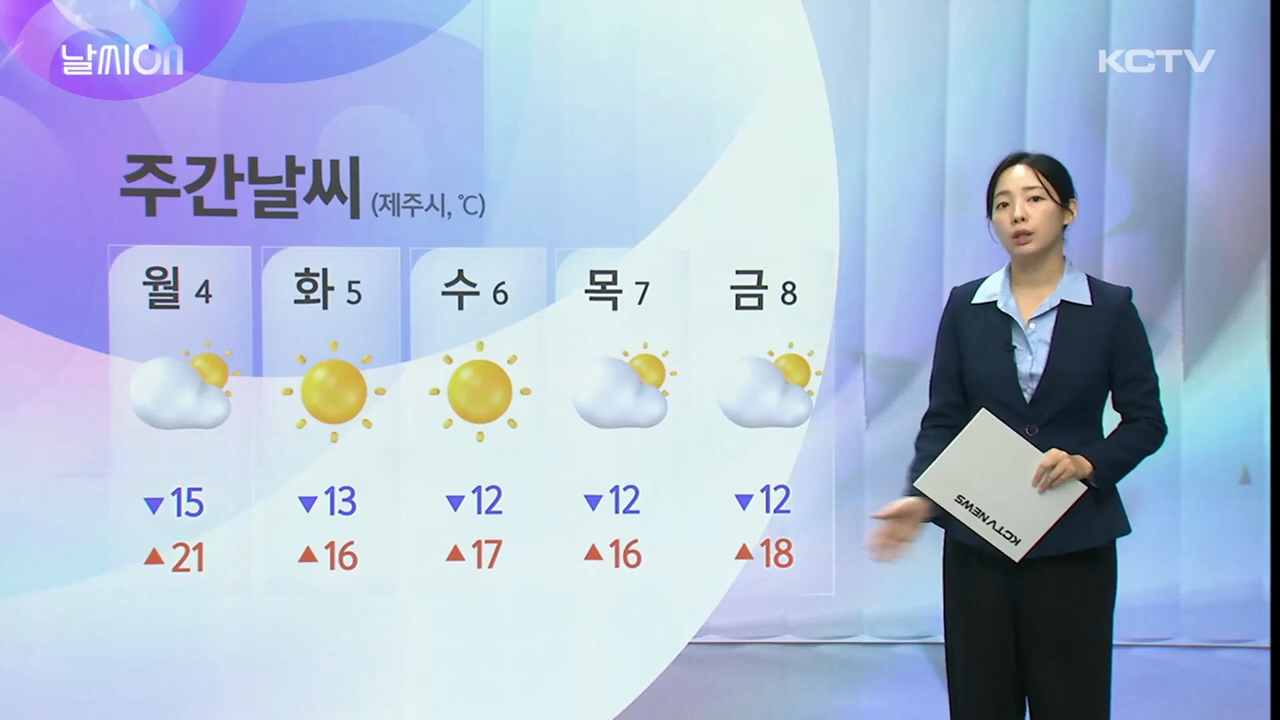 날씨ON
KCTV
주간날씨 (제주시, ℃)
월 4 화 5 수 6 목 7 금 8
▼15 ▼13 ▼12 ▼12 ▼12
▲21 ▲16 ▲17 ▲16 ▲18
KCTV NEWS